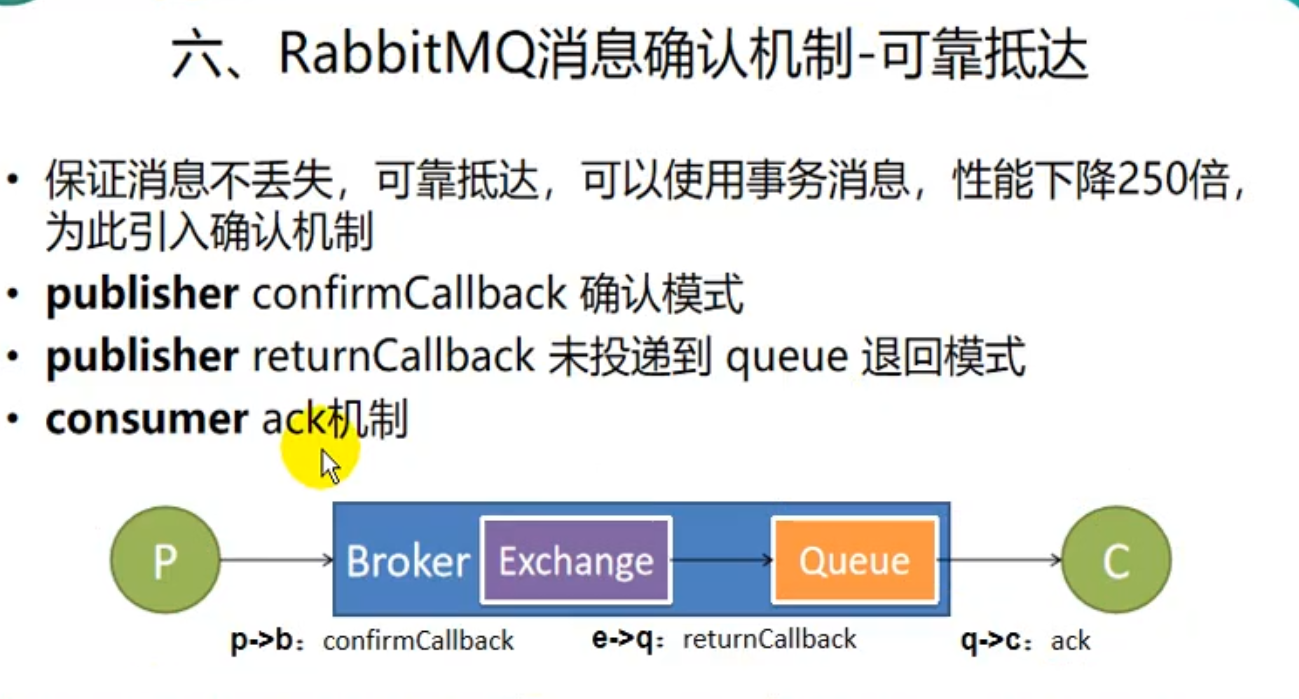 六、RabbitMQ消息确认机制-可靠抵达
• 保证消息不丢失，可靠抵达，可以使用事务消息，性能下降250倍，
为此引入确认机制
• publisher confirmCallback 确认模式
• publisher returnCallback 未投递到 queue 退回模式
• consumer ack机制
P Broker Exchange Queue C
p->b：confirmCallback e->q：returnCallback q->c：ack